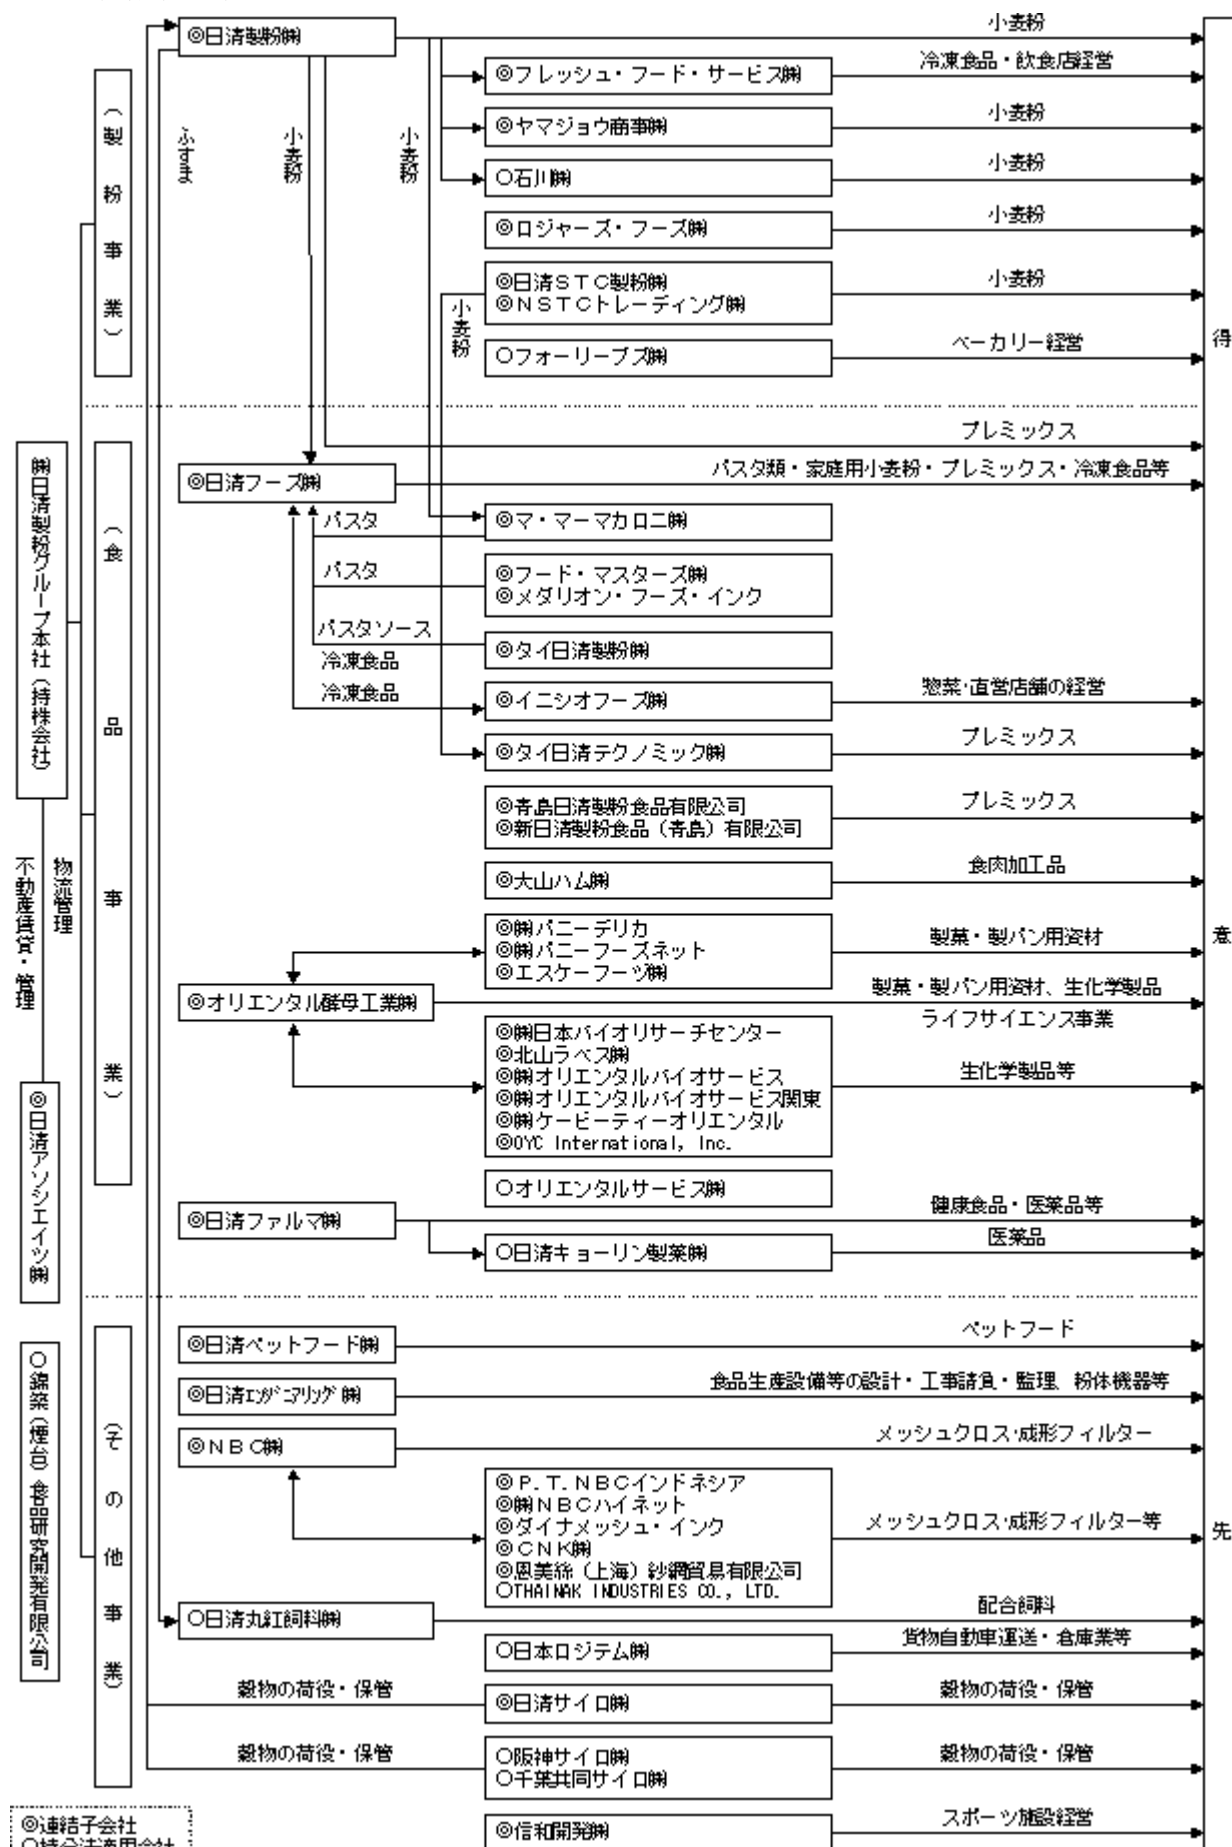 ◎日清製粉㈱
小麦粉
◎フレッシュ・フード・サービス㈱
冷凍食品・飲食店経営
◎ヤマジョウ商事㈱
小麦粉
○石川㈱
小麦粉
◎ロジャーズ・フーズ㈱
小麦粉
◎日清STC製粉㈱
◎NSTCトレーディング㈱
小麦粉
○フォーリーブズ㈱
ベーカリー経営
(製粉事業)
ふすま
小麦粉
小麦粉
小麦粉
得意先
㈱日清製粉グループ本社(持株会社)
(食品事業)
プレミックス
◎日清フーズ㈱
パスタ類・家庭用小麦粉・プレミックス・冷凍食品等
パスタ
◎マ・マーマカロニ㈱
パスタ
◎フード・マスターズ㈱
◎メダリオン・フーズ・インク
パスタソース
冷凍食品
◎タイ日清製粉㈱
冷凍食品
◎イニシオフーズ㈱
惣菜・直営店舗の経営
◎タイ日清テクノミック㈱
プレミックス
◎青島日清製粉食品有限公司
◎新日清製粉食品(青島)有限公司
プレミックス
◎大山ハム㈱
食肉加工品
◎㈱パニーデリカ
◎㈱パニーフーズネット
◎エスケーフーヅ㈱
製菓・製パン用資材
◎オリエンタル酵母工業㈱
製菓・製パン用資材、生化学製品
ライフサイエンス事業
◎㈱日本バイオリサーチセンター
◎北山ラベス㈱
◎㈱オリエンタルバイオサービス
◎㈱オリエンタルバイオサービス関東
◎㈱ケービーティーオリエンタル
◎OYC International, Inc.
生化学製品等
○オリエンタルサービス㈱
◎日清ファルマ㈱
健康食品・医薬品等
○日清キョーリン製薬㈱
医薬品
不動産賃貸・管理
物流管理
◎日清アソシエイツ㈱
○錦築(煙台)食品研究開発有限公司
(その他事業)
◎日清ペットフード㈱
ペットフード
◎日清エンジニアリング㈱
食品生産設備等の設計・工事請負・監理、粉体機器等
◎NBC㈱
メッシュクロス・成形フィルター
◎P.T.NBCインドネシア
◎㈱NBCハイネット
◎ダイナメッシュ・インク
◎CNK㈱
◎恩美絲(上海)紗網貿易有限公司
○THAINAK INDUSTRIES CO., LTD.
メッシュクロス・成形フィルター等
○日清丸紅飼料㈱
配合飼料
○日本ロジテム㈱
貨物自動車運送・倉庫業等
穀物の荷役・保管
◎日清サイロ㈱
穀物の荷役・保管
穀物の荷役・保管
○阪神サイロ㈱
○千葉共同サイロ㈱
穀物の荷役・保管
◎信和開発㈱
スポーツ施設経営
◎連結子会社
○持分法適用会社